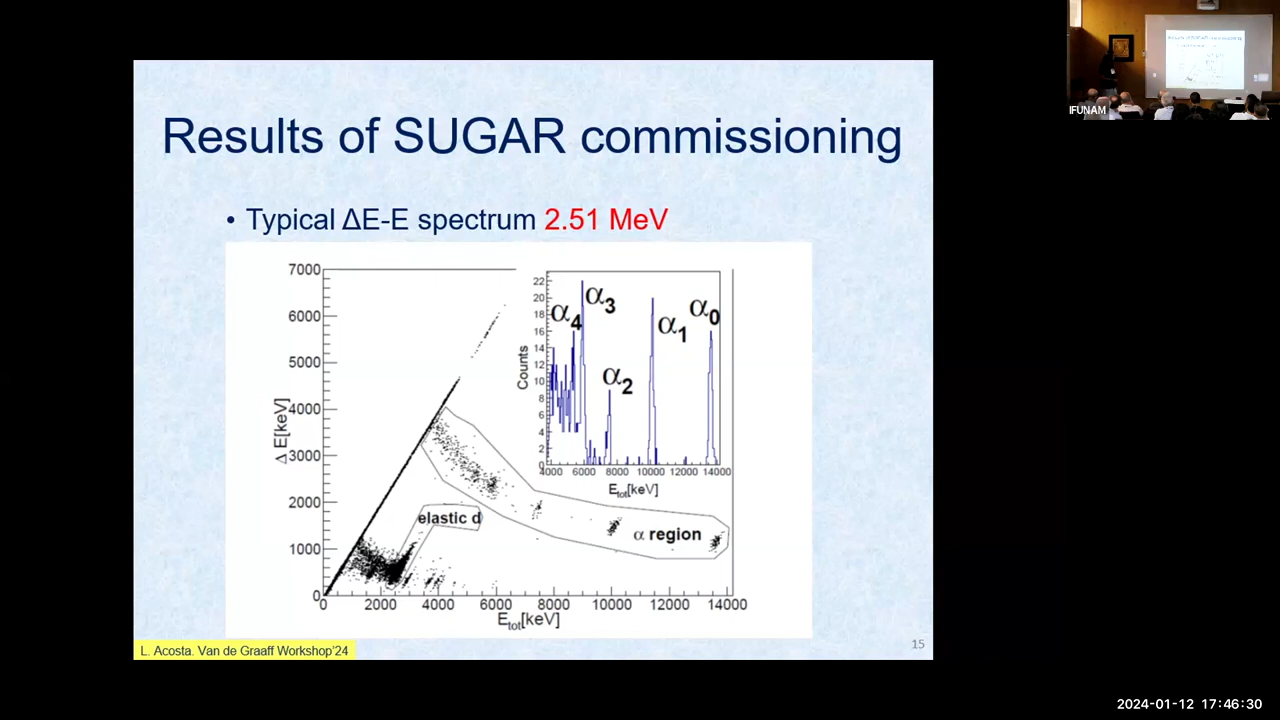 IFUNAM
Results of SUGAR commissioning
• Typical ΔE-E spectrum 2.51 MeV
7000
6000
5000
4000
3000
2000
1000
0
Δ E[keV]
0 2000 4000 6000 8000 10000 12000 14000
Etot[keV]
elastic d
α region
22
20
18
16
14
12
10
8
6
4
2
0
Counts
α4
α3
α2
α1
α0
4000 6000 8000 10000 12000 14000
Etot[keV]
L. Acosta. Van de Graaff Workshop'24
15
2024-01-12 17:46:30